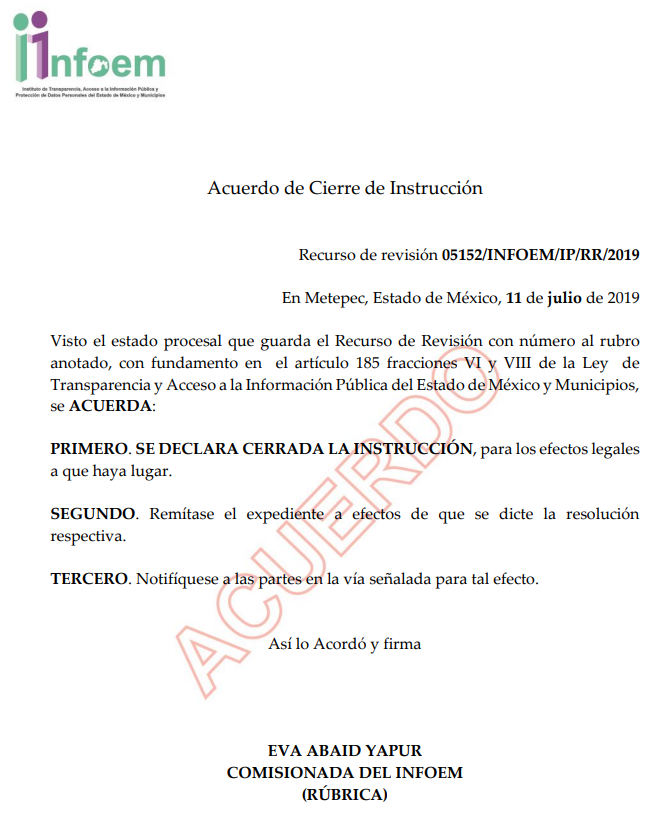 infoem
Instituto de Transparencia, Acceso a la Información Pública y
Protección de Datos Personales del Estado de México y Municipios
Acuerdo de Cierre de Instrucción
Recurso de revisión 05152/INFOEM/IP/RR/2019
En Metepec, Estado de México, 11 de julio de 2019
Visto el estado procesal que guarda el Recurso de Revisión con número al rubro
anotado, con fundamento en el artículo 185 fracciones VI y VIII de la Ley de
Transparencia y Acceso a la Información Pública del Estado de México y Municipios,
se ACUERDA:
PRIMERO. SE DECLARA CERRADA LA INSTRUCCIÓN, para los efectos legales
a que haya lugar.
SEGUNDO. Remítase el expediente a efectos de que se dicte la resolución
respectiva.
TERCERO. Notifíquese a las partes en la vía señalada para tal efecto.
ACUERDO
Así lo Acordó y firma
EVA ABAID YAPUR
COMISIONADA DEL INFOEM
(RÚBRICA)